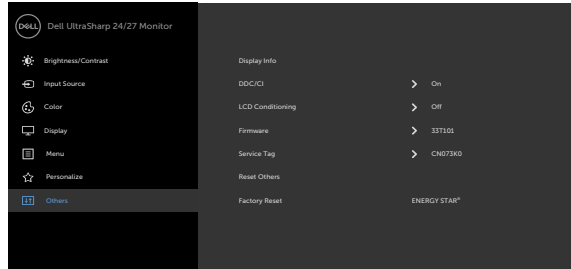 DELL Dell UltraSharp 24/27 Monitor
Brightness/Contrast Display Info
Input Source DDC/CI On
Color LCD Conditioning Off
Display Firmware 33T101
Menu Service Tag CN073K0
Personalize Reset Others
Others Factory Reset ENERGY STAR®